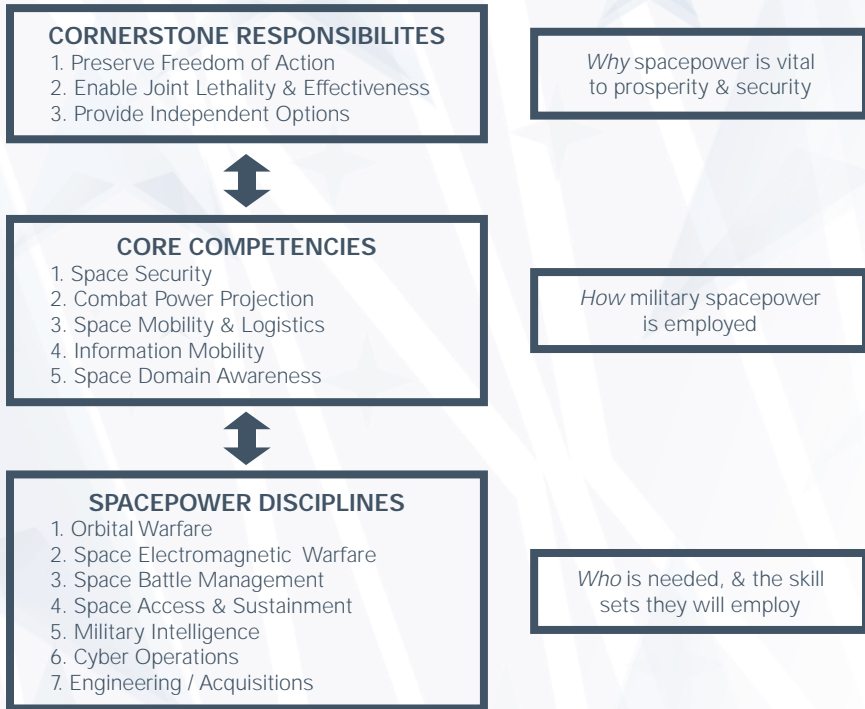 CORNERSTONE RESPONSIBILITES
1. Preserve Freedom of Action
2. Enable Joint Lethality & Effectiveness
3. Provide Independent Options
Why spacepower is vital
to prosperity & security
CORE COMPETENCIES
1. Space Security
2. Combat Power Projection
3. Space Mobility & Logistics
4. Information Mobility
5. Space Domain Awareness
How military spacepower
is employed
SPACEPOWER DISCIPLINES
1. Orbital Warfare
2. Space Electromagnetic Warfare
3. Space Battle Management
4. Space Access & Sustainment
5. Military Intelligence
6. Cyber Operations
7. Engineering / Acquisitions
Who is needed, & the skill
sets they will employ